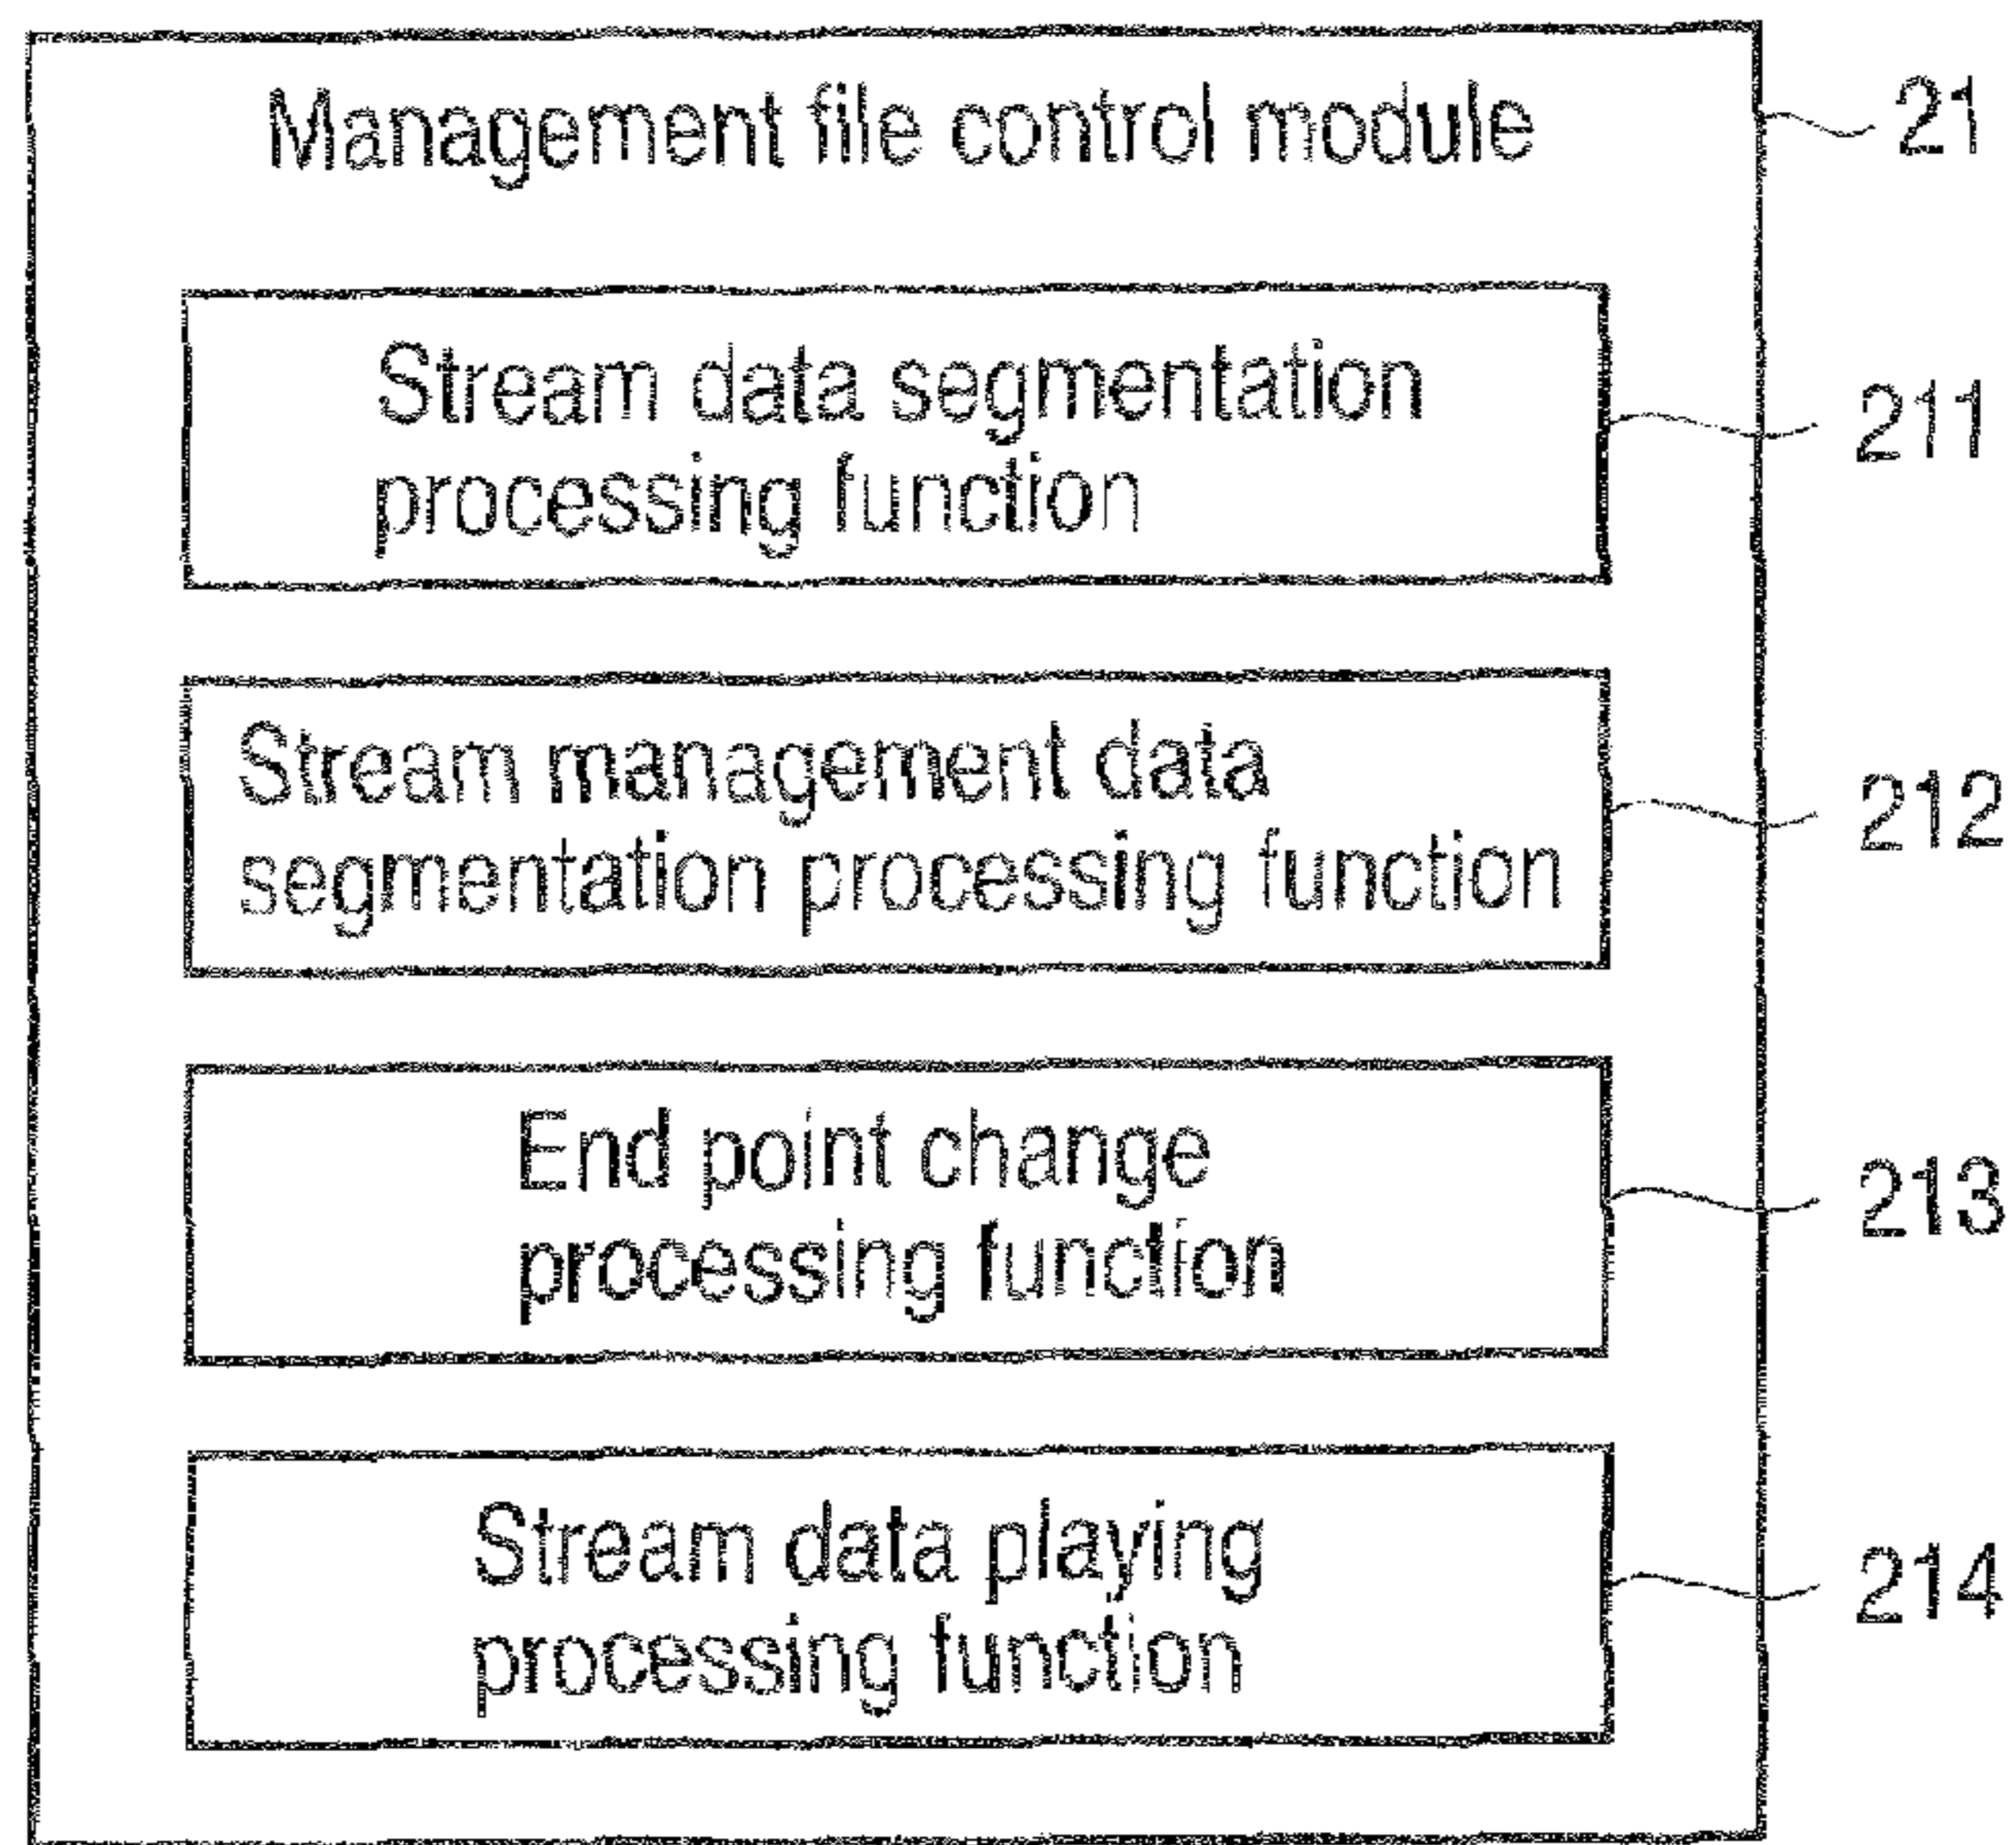 Management file control module
21
Stream data segmentation
processing function
211
Stream management data
segmentation processing function
212
End point change
processing function
213
Stream data playing
processing function
214